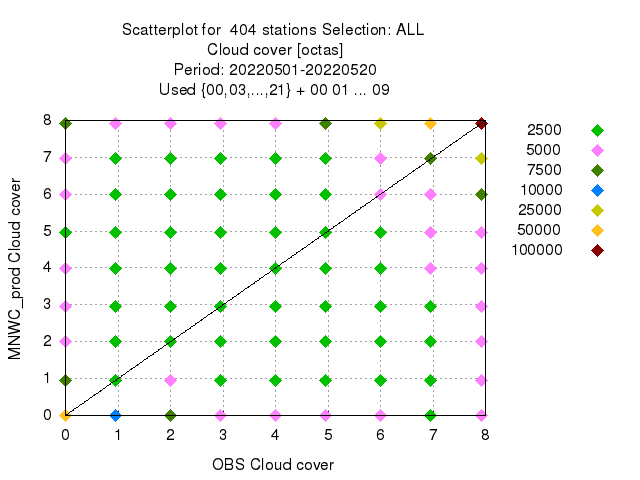 Scatterplot for  404 stations Selection: ALL
Cloud cover [octas]
Period: 20220501-20220520
Used {00,03,...,21} + 00 01 ... 09
8
7
6
5
4
3
2
1
0
MNWC_prod Cloud cover
0 1 2 3 4 5 6 7 8
OBS Cloud cover
2500
5000
7500
10000
25000
50000
100000